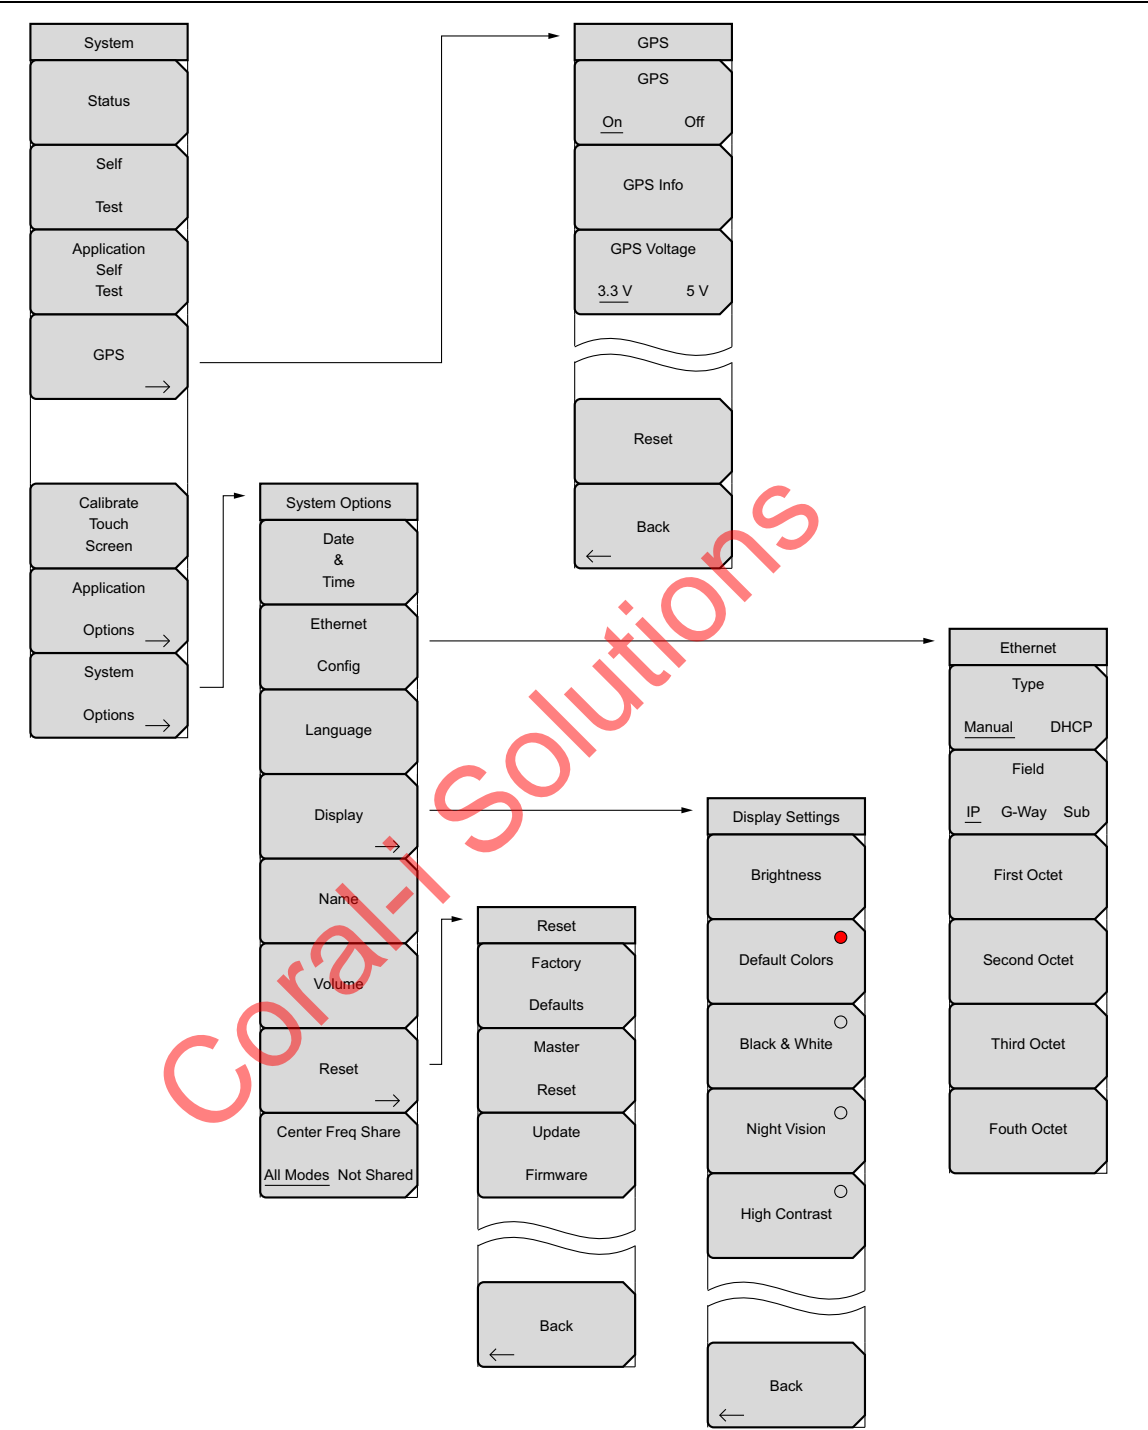 System
Status
Self
Test
Application
Self
Test
GPS
Calibrate
Touch
Screen
Application
Options
System
Options
System Options
Date
&
Time
Ethernet
Config
Language
Display
Name
Volume
Reset
Center Freq Share
All Modes Not Shared
GPS
GPS
On Off
GPS Info
GPS Voltage
3.3 V 5 V
Reset
Back
Reset
Factory
Defaults
Master
Reset
Update
Firmware
Back
Display Settings
Brightness
Default Colors
Black & White
Night Vision
High Contrast
Back
Ethernet
Type
Manual DHCP
Field
IP G-Way Sub
First Octet
Second Octet
Third Octet
Fouth Octet
Coral-i Solutions